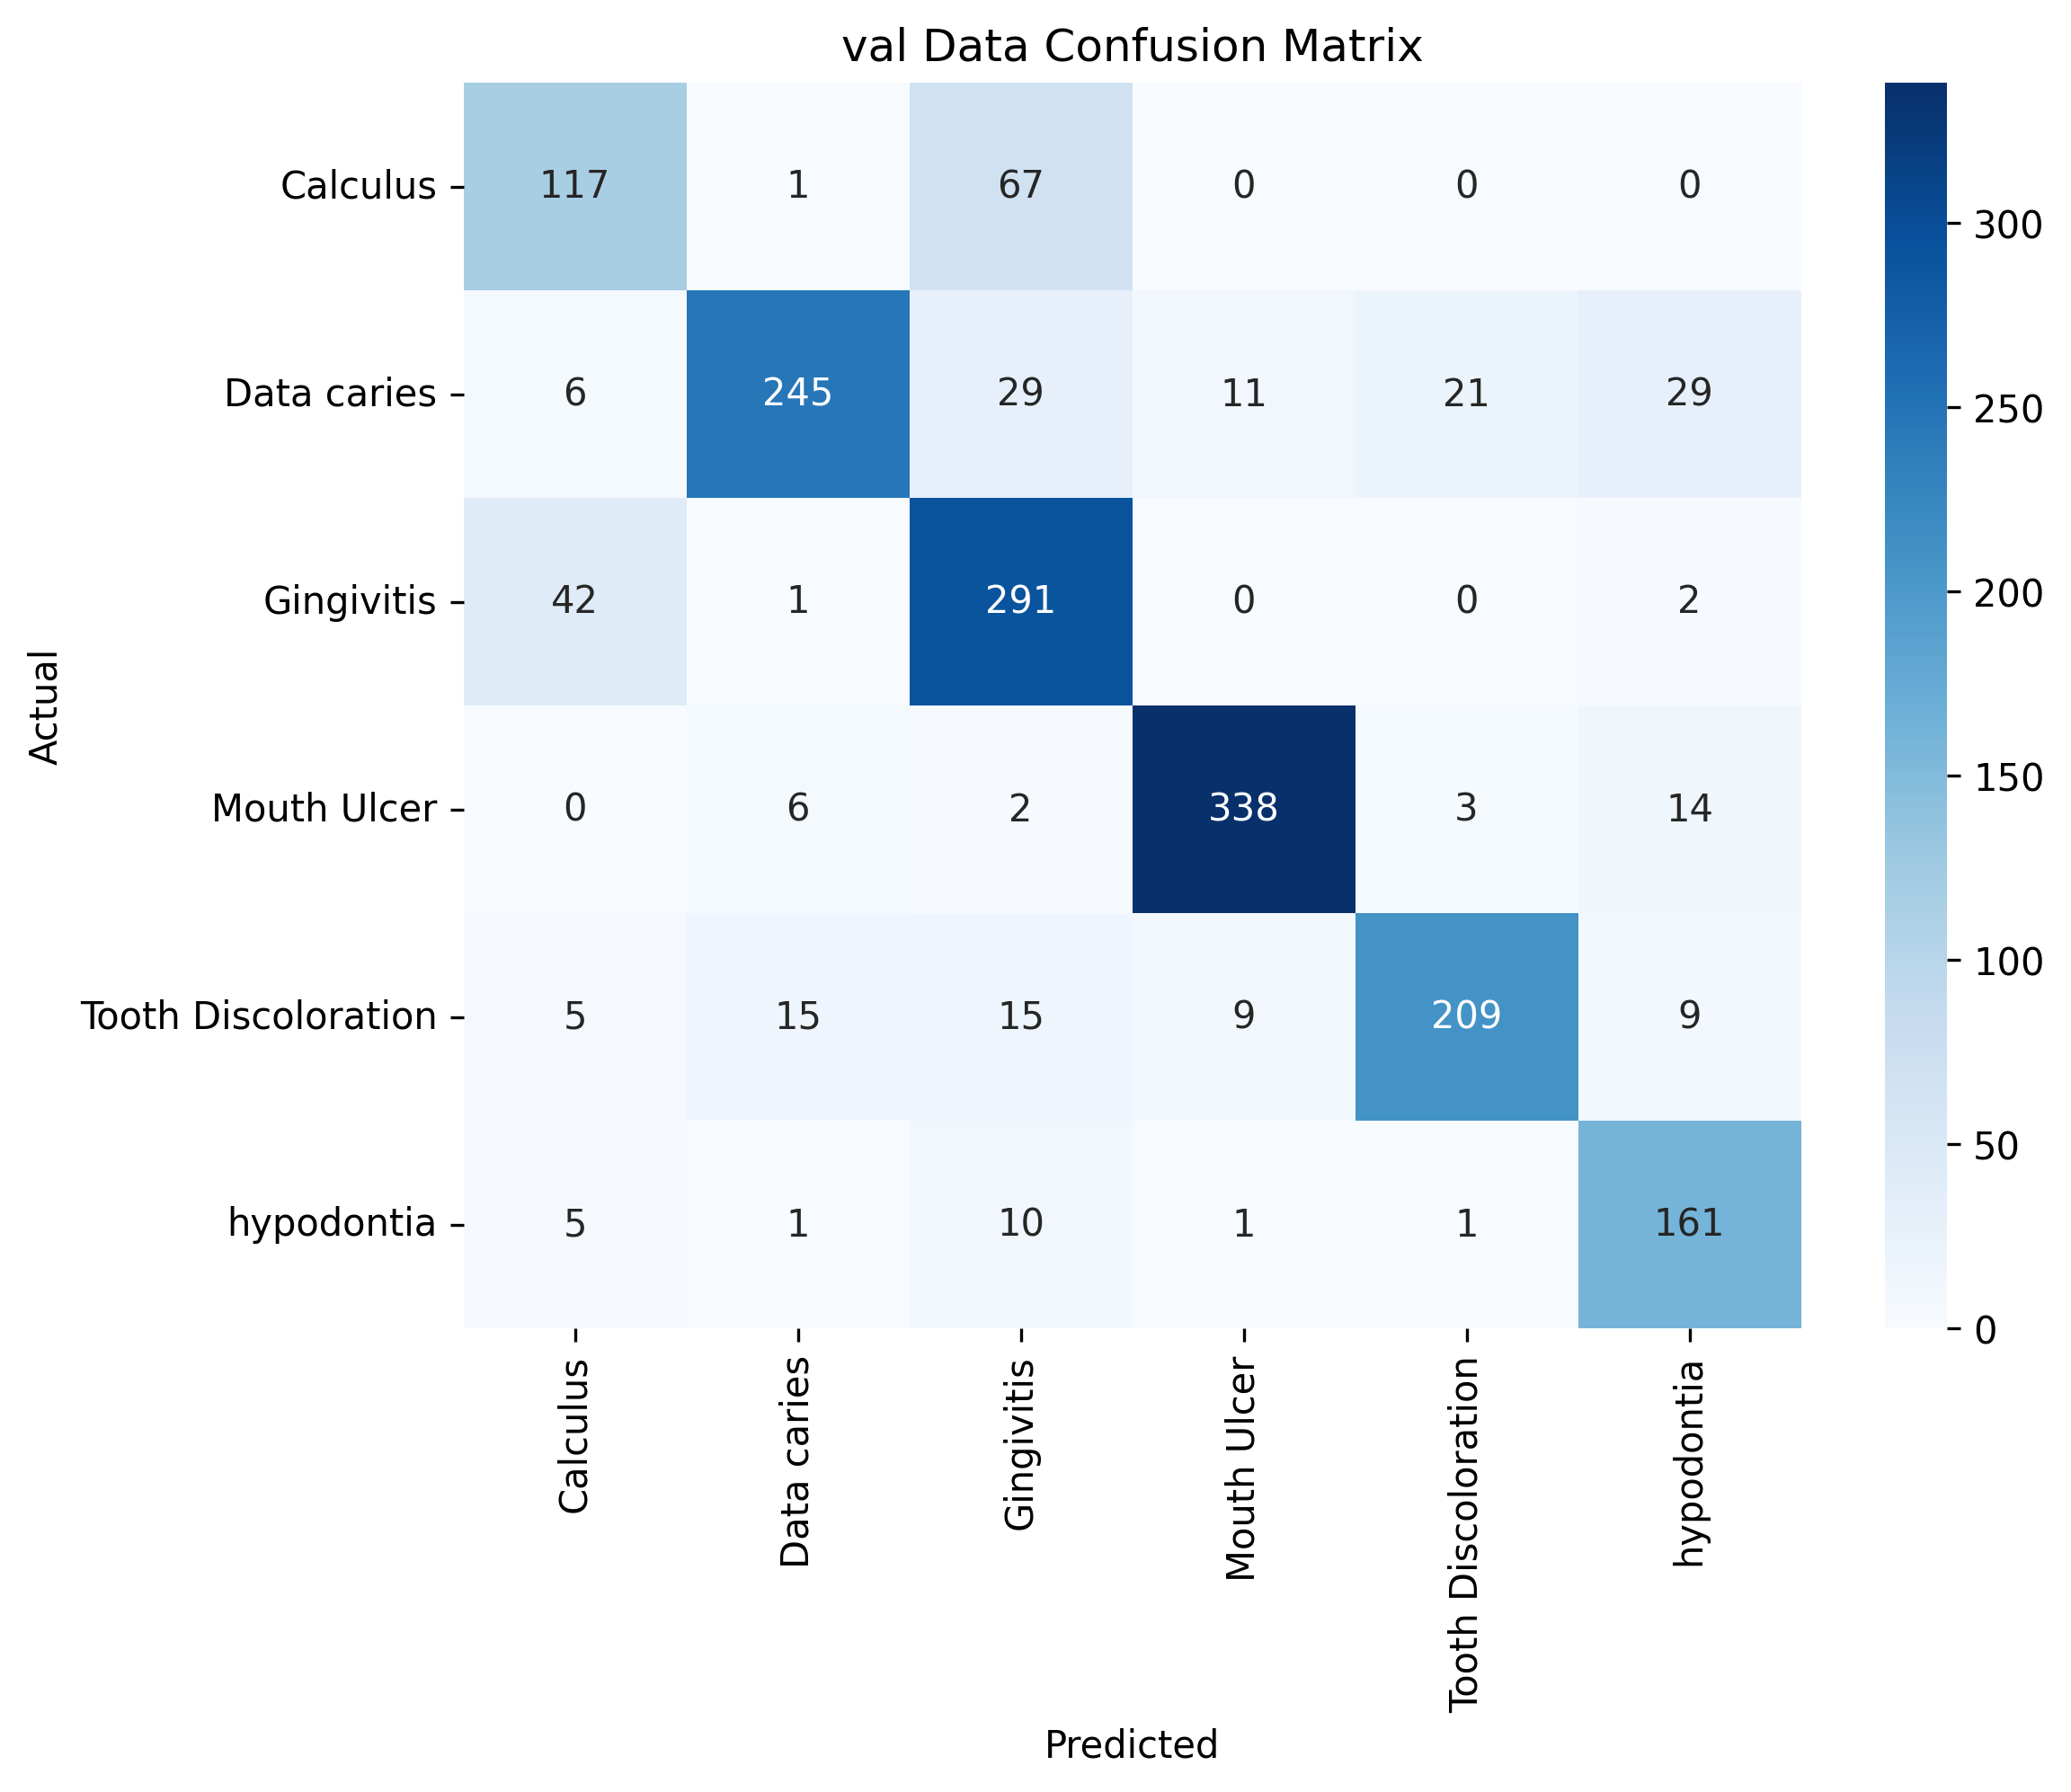 val Data Confusion Matrix
Actual
Calculus 117 1 67 0 0 0
Data caries 6 245 29 11 21 29
Gingivitis 42 1 291 0 0 2
Mouth Ulcer 0 6 2 338 3 14
Tooth Discoloration 5 15 15 9 209 9
hypodontia 5 1 10 1 1 161
Calculus
Data caries
Gingivitis
Mouth Ulcer
Tooth Discoloration
hypodontia
Predicted
300
250
200
150
100
50
0